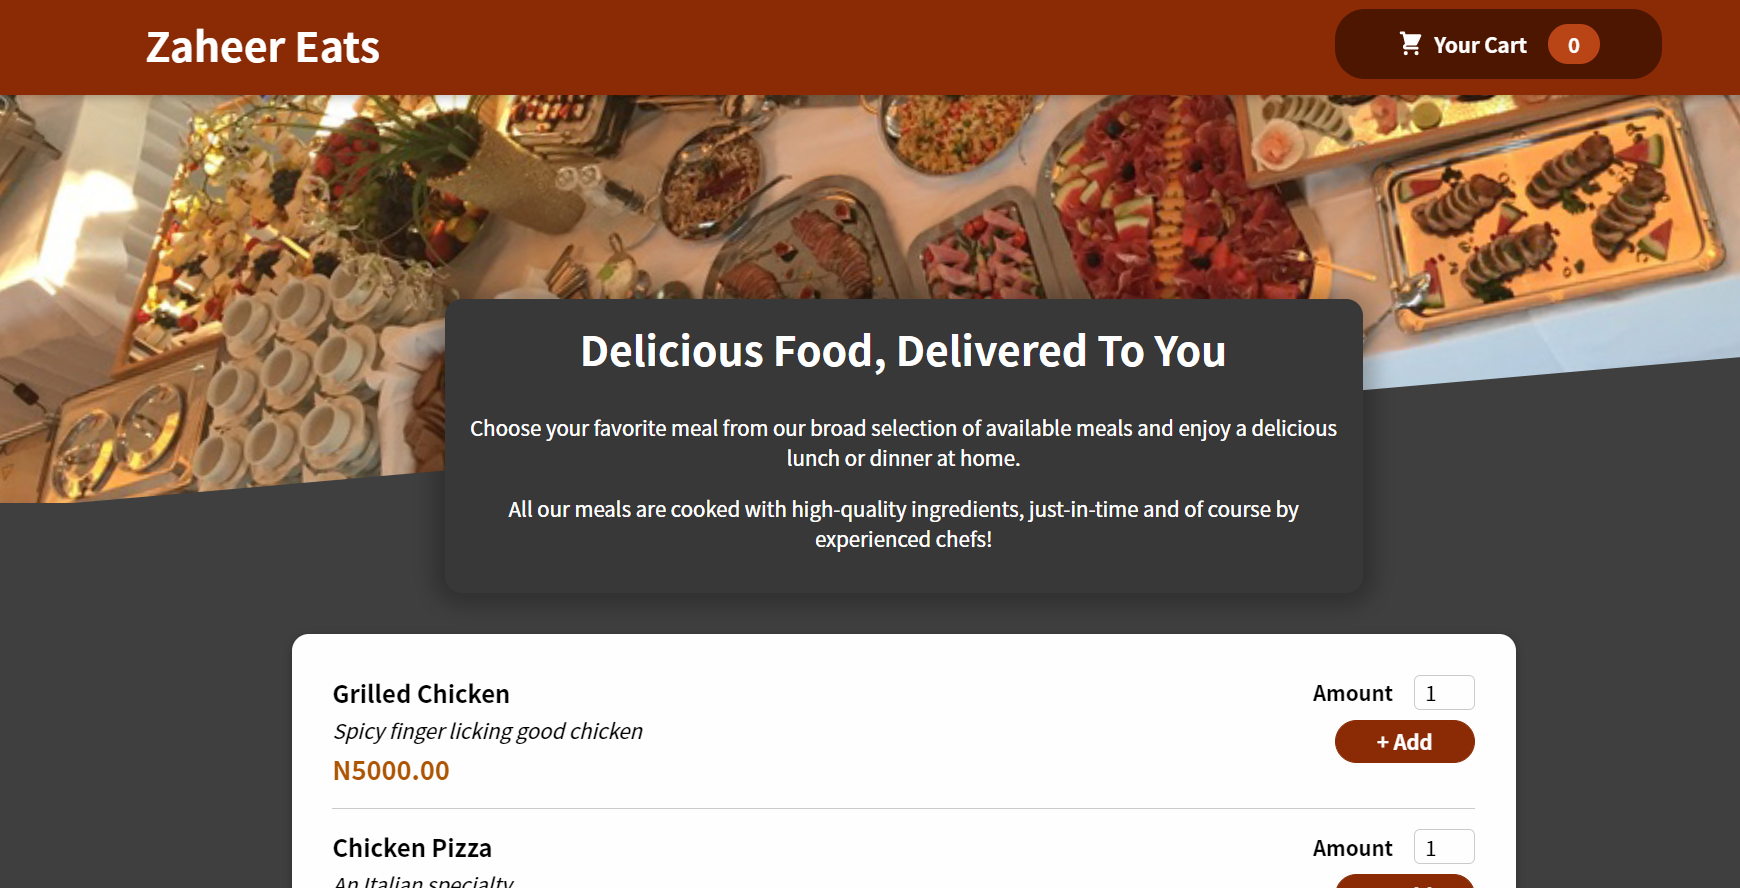 Zaheer Eats
Your Cart 0
Delicious Food, Delivered To You
Choose your favorite meal from our broad selection of available meals and enjoy a delicious
lunch or dinner at home.
All our meals are cooked with high-quality ingredients, just-in-time and of course by
experienced chefs!
Grilled Chicken
Amount 1
Spicy finger licking good chicken
+ Add
N5000.00
Chicken Pizza
Amount 1
An Italian specialty